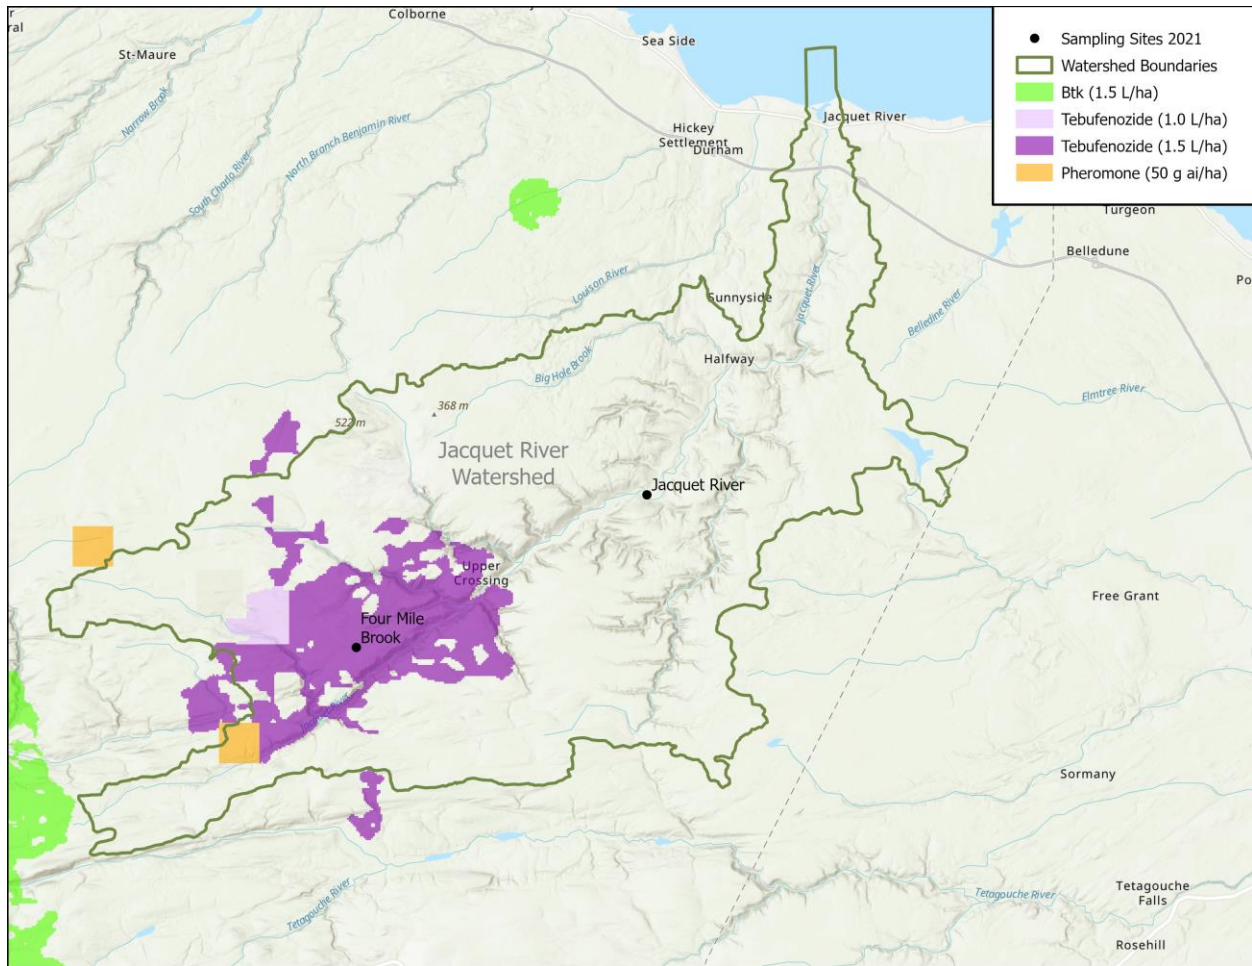 Colborne
ral
St-Maure
Sea Side
Narrow Brook
North Branch Benjamin River
South Charlo River
Hickey
Settlement
Durham
Jacquet River
Sampling Sites 2021
Watershed Boundaries
Btk (1.5 L/ha)
Tebufenozide (1.0 L/ha)
Tebufenozide (1.5 L/ha)
Pheromone (50 g ai/ha)
Turgeon
Belledune
Po
Louison River
Sunnyside
Jacquet River
Belledine River
Halfway
Big Hole Brook
Elmtree River
368 m
522 m
Jacquet River
Watershed
Jacquet River
Upper
Crossing
Four Mile
Brook
Free Grant
Sormany
Tetagouche River
Tetagouche River
Tetagouche
Falls
Rosehill